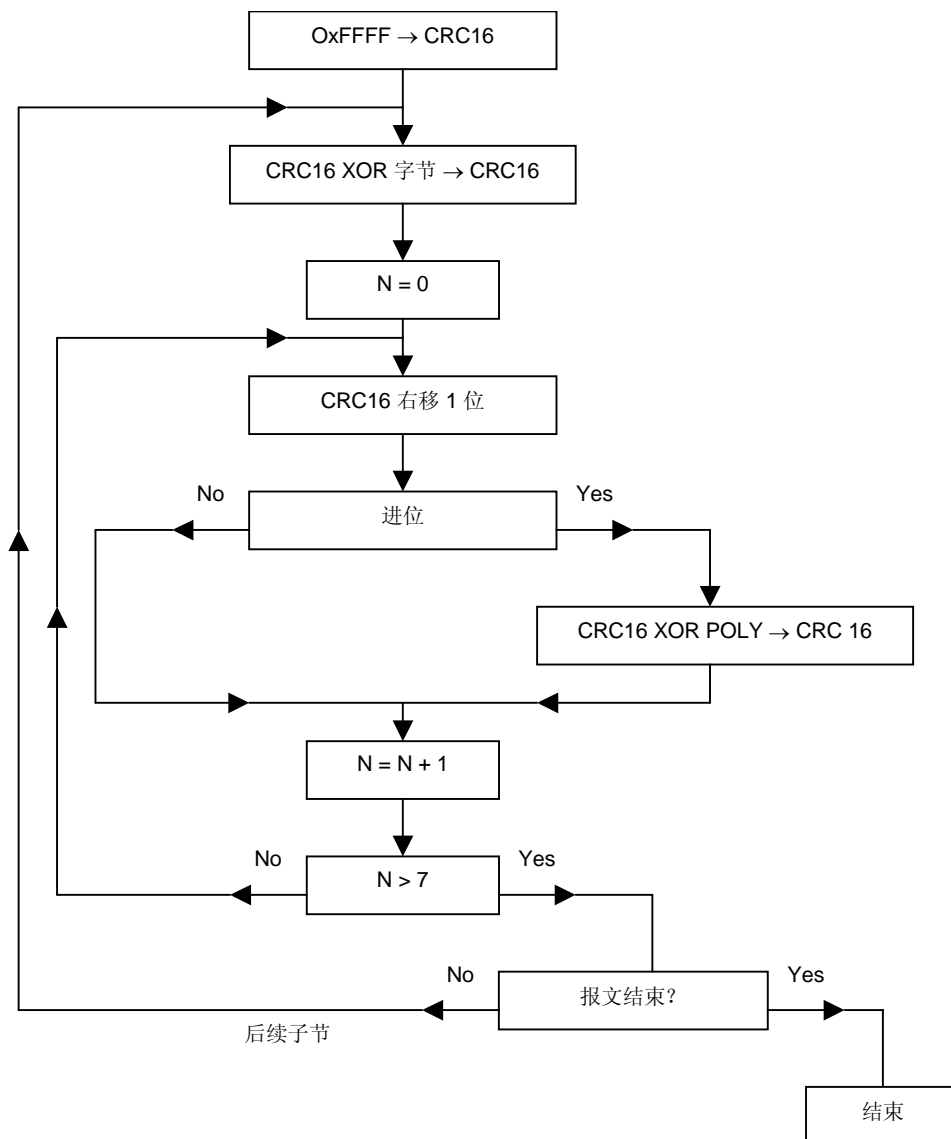 OxFFFF → CRC16
CRC16 XOR 字节 → CRC16
N = 0
CRC16 右移 1 位
No
Yes
进位
CRC16 XOR POLY → CRC 16
N = N + 1
No
Yes
N > 7
No
Yes
报文结束？
后续子节
结束